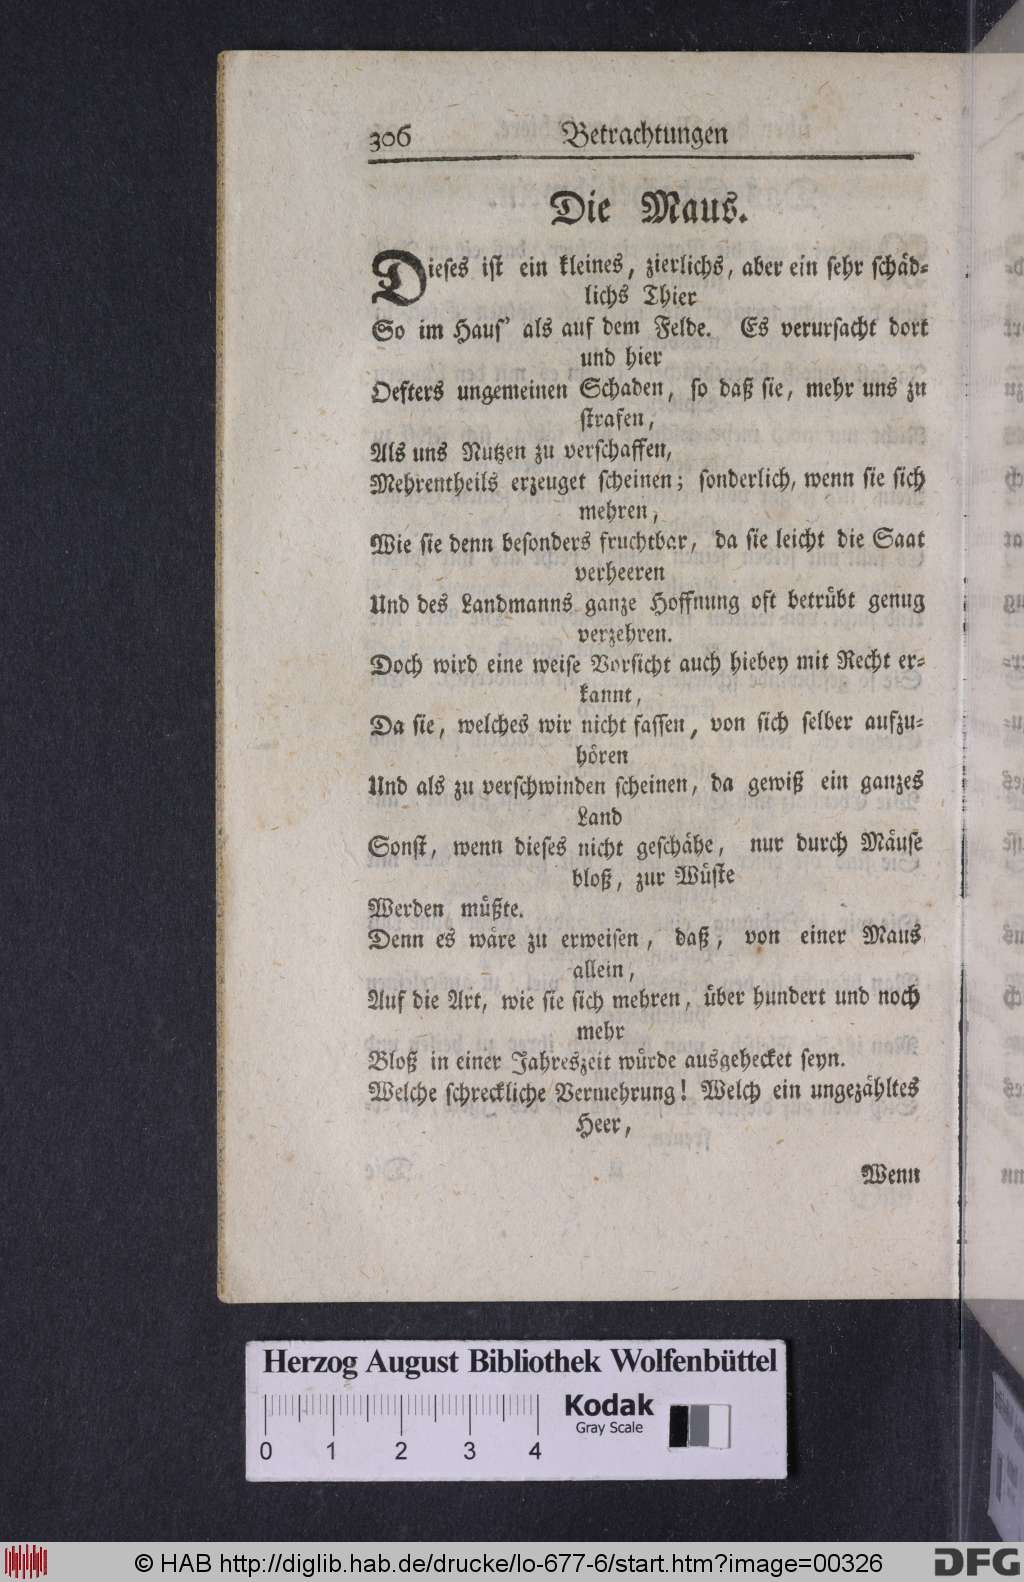 306 Betrachtungen
Die Maus.
Dieses ist ein kleines, zierlichs, aber ein sehr schäd-
lichs Thier
So im Haus' als auf dem Felde. Es verursacht dort
und hier
Oefters ungemeinen Schaden, so daß sie, mehr uns zu
strafen,
Als uns Nutzen zu verschaffen,
Mehrentheils erzeuget scheinen; sonderlich, wenn sie sich
mehren,
Wie sie denn besonders fruchtbar, da sie leicht die Saat
verheeren
Und des Landmanns ganze Hoffnung oft betrübt genug
verzehren.
Doch wird eine weise Vorsicht auch hiebey mit Recht er-
kannt,
Da sie, welches wir nicht fassen, von sich selber aufzu-
hören
Und als zu verschwinden scheinen, da gewiß ein ganzes
Land
Sonst, wenn dieses nicht geschähe, nur durch Mäuse
bloß, zur Wüste
Werden müßte.
Denn es wäre zu erweisen, daß, von einer Maus
allein,
Auf die Art, wie sie sich mehren, über hundert und noch
mehr
Bloß in einer Jahreszeit würde ausgehecket seyn.
Welche schreckliche Vermehrung! Welch ein ungezähltes
Heer,
Wenn
Herzog August Bibliothek Wolfenbüttel
Kodak
Gray Scale
0 1 2 3 4
© HAB http://diglib.hab.de/drucke/lo-677-6/start.htm?image=00326
DFG